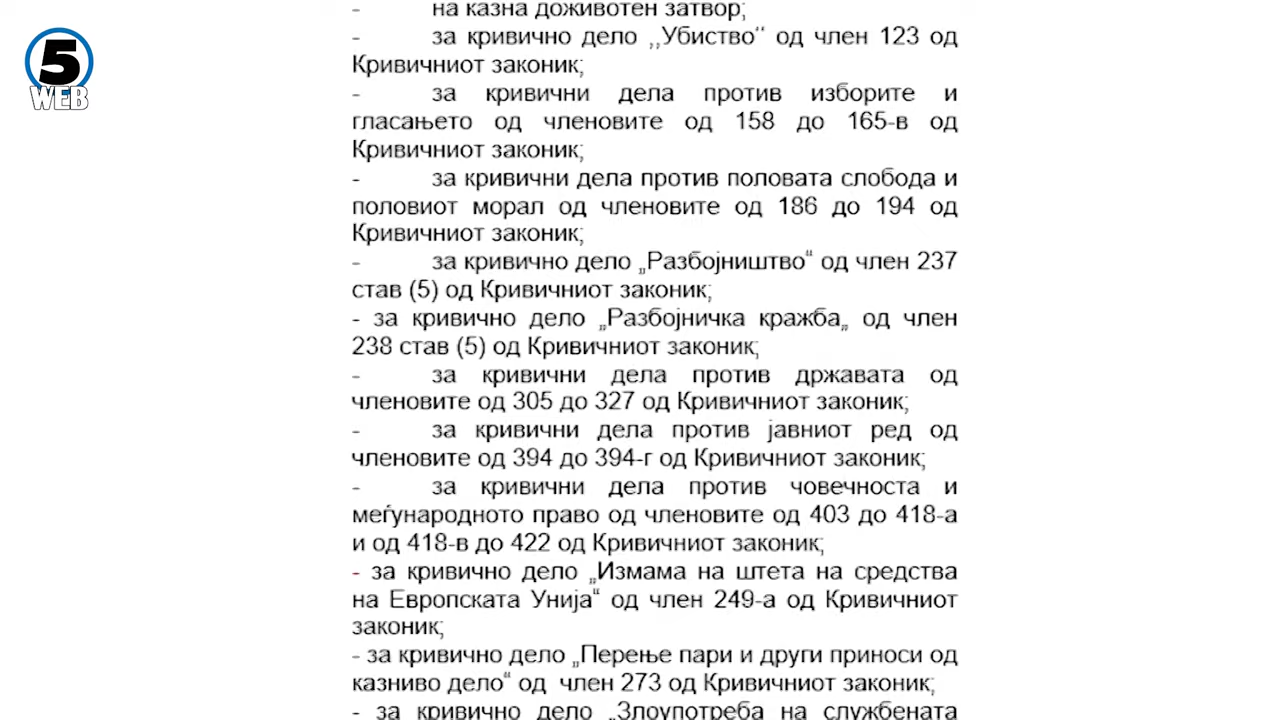 5
WEB
- на казна доживотен затвор;
- за кривично дело ,,Убиство“ од член 123 од
Кривичниот законик;
- за кривични дела против изборите и
гласањето од членовите од 158 до 165-в од
Кривичниот законик;
- за кривични дела против половата слобода и
половиот морал од членовите од 186 до 194 од
Кривичниот законик;
- за кривично дело „Разбојништво“ од член 237
став (5) од Кривичниот законик;
- за кривично дело „Разбојничка кражба„ од член
238 став (5) од Кривичниот законик;
- за кривични дела против државата од
членовите од 305 до 327 од Кривичниот законик;
- за кривични дела против јавниот ред од
членовите од 394 до 394-г од Кривичниот законик;
- за кривични дела против човечноста и
меѓународното право од членовите од 403 до 418-а
и од 418-в до 422 од Кривичниот законик;
- за кривично дело „Измама на штета на средства
на Европската Унија“ од член 249-а од Кривичниот
законик;
- за кривично дело „Перење пари и други приноси од
казниво дело“ од член 273 од Кривичниот законик;
- за кривично дело „Злоупотреба на службената